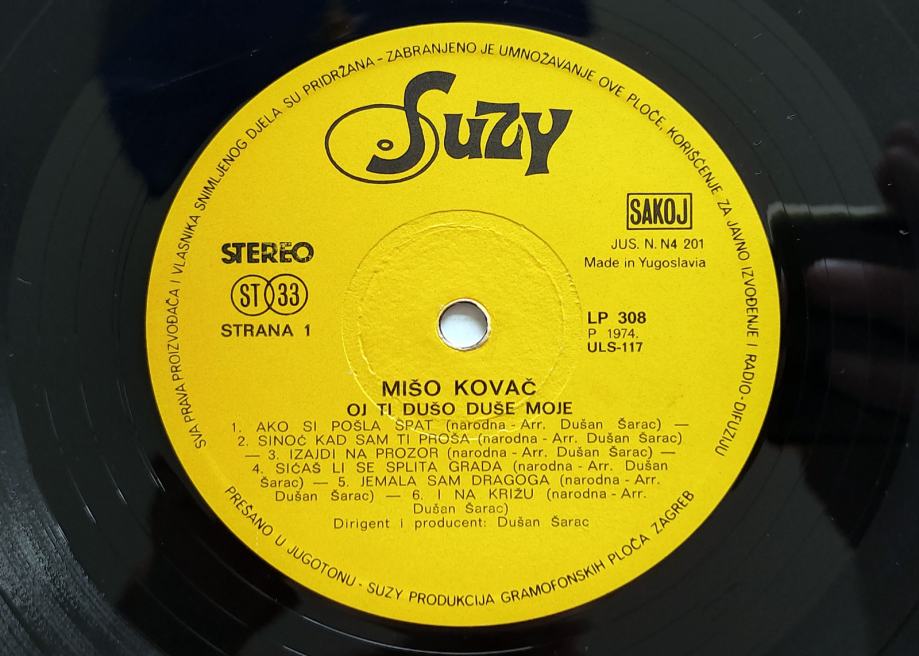 SVA PRAVA PROIZVOĐAČA I VLASNIKA SNIMLJENOG DJELA SU PRIDRŽANA - ZABRANJENO JE UMNOŽAVANJE OVE PLOČE, KORIŠĆENJE ZA JAVNO IZVOĐENJE I RADIO-DIFUZIJU
Suzy
SAKOJ
JUS. N. N4 201
Made in Yugoslavia
STEREO
ST 33
STRANA 1
LP 308
P 1974.
ULS-117
MIŠO KOVAČ
OJ TI DUŠO DUŠE MOJE
1. AKO SI POŠLA SPAT (narodna - Arr. Dušan Šarac) —
2. SINOĆ KAD SAM TI PROŠA (narodna - Arr. Dušan Šarac)
— 3. IZAJDI NA PROZOR (narodna - Arr. Dušan Šarac) —
4. SIĆAŠ LI SE SPLITA GRADA (narodna - Arr. Dušan
Šarac) — 5. JEMALA SAM DRAGOGA (narodna - Arr.
Dušan Šarac) — 6. I NA KRIŽU (narodna - Arr.
Dušan Šarac)
Dirigent i producent: Dušan Šarac
PREŠANO U JUGOTONU - SUZY PRODUKCIJA GRAMOFONSKIH PLOČA ZAGREB